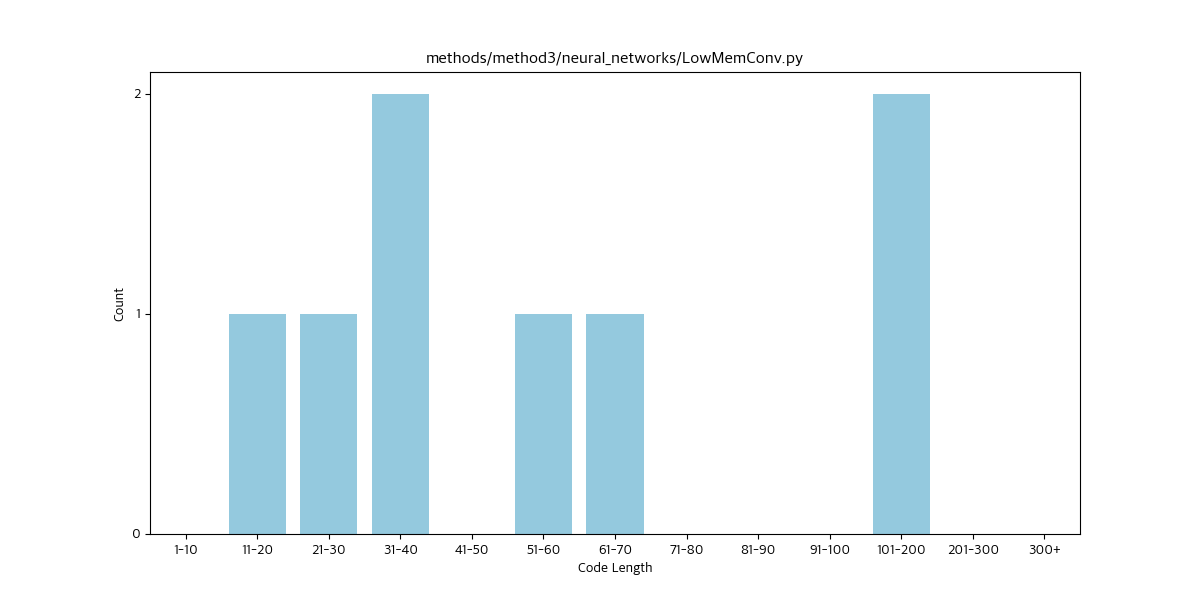 methods/method3/neural_networks/LowMemConv.py
2
1
0
Count
1-10 11-20 21-30 31-40 41-50 51-60 61-70 71-80 81-90 91-100 101-200 201-300 300+
Code Length